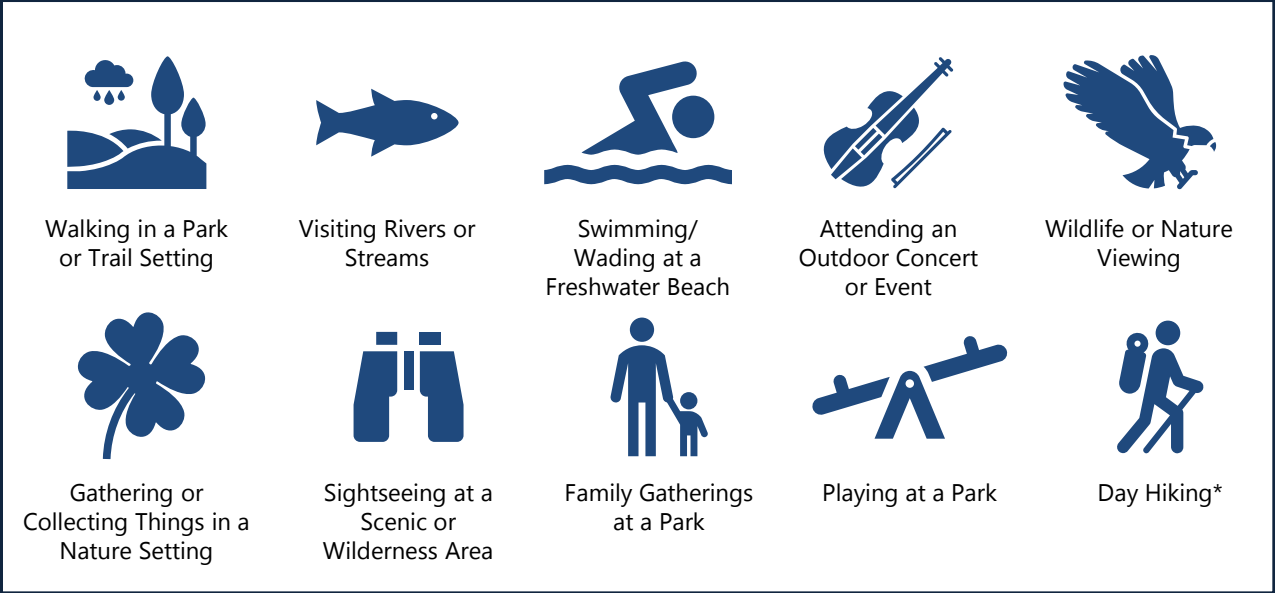 Walking in a Park
or Trail Setting
Visiting Rivers or
Streams
Swimming/
Wading at a
Freshwater Beach
Attending an
Outdoor Concert
or Event
Wildlife or Nature
Viewing
Gathering or
Collecting Things in a
Nature Setting
Sightseeing at a
Scenic or
Wilderness Area
Family Gatherings
at a Park
Playing at a Park
Day Hiking*